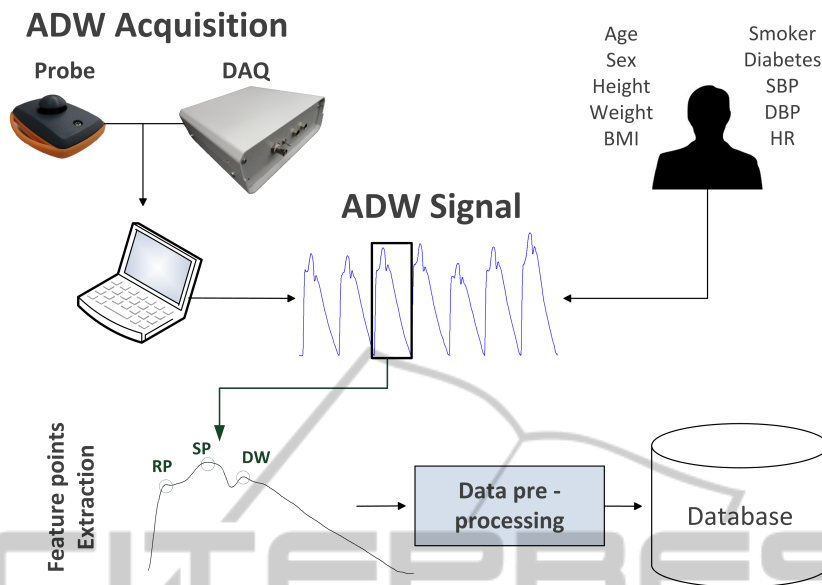 ADW Acquisition
Probe
DAQ
Age
Sex
Height
Weight
BMI
Smoker
Diabetes
SBP
DBP
HR
ADW Signal
Feature points
Extraction
RP
SP
DW
Data pre -
processing
Database